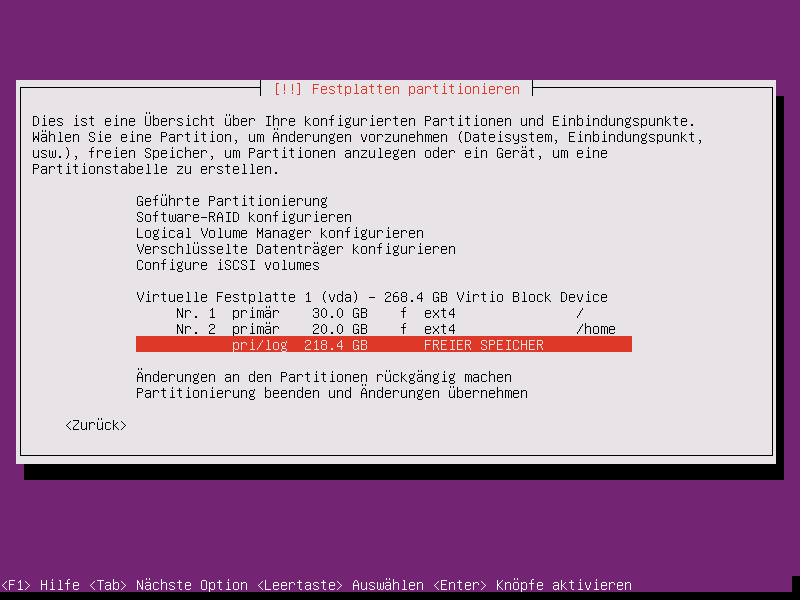 [!!] Festplatten partitionieren
Dies ist eine Übersicht über Ihre konfigurierten Partitionen und Einbindungspunkte.
Wählen Sie eine Partition, um Änderungen vorzunehmen (Dateisystem, Einbindungspunkt,
usw.), freien Speicher, um Partitionen anzulegen oder ein Gerät, um eine
Partitionstabelle zu erstellen.
Geführte Partitionierung
Software-RAID konfigurieren
Logical Volume Manager konfigurieren
Verschlüsselte Datenträger konfigurieren
Configure iSCSI volumes
Virtuelle Festplatte 1 (vda) - 268.4 GB Virtio Block Device
Nr. 1 primär 30.0 GB f ext4 /
Nr. 2 primär 20.0 GB f ext4 /home
pri/log 218.4 GB FREIER SPEICHER
Änderungen an den Partitionen rückgängig machen
Partitionierung beenden und Änderungen übernehmen
<Zurück>
<F1> Hilfe <Tab> Nächste Option <Leertaste> Auswählen <Enter> Knöpfe aktivieren